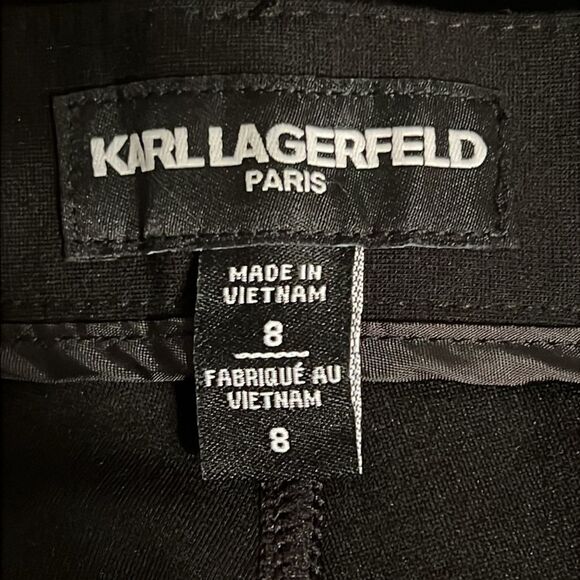 KARL LAGERFELD
PARIS
MADE IN
VIETNAM
8
FABRIQUÉ AU
VIETNAM
8